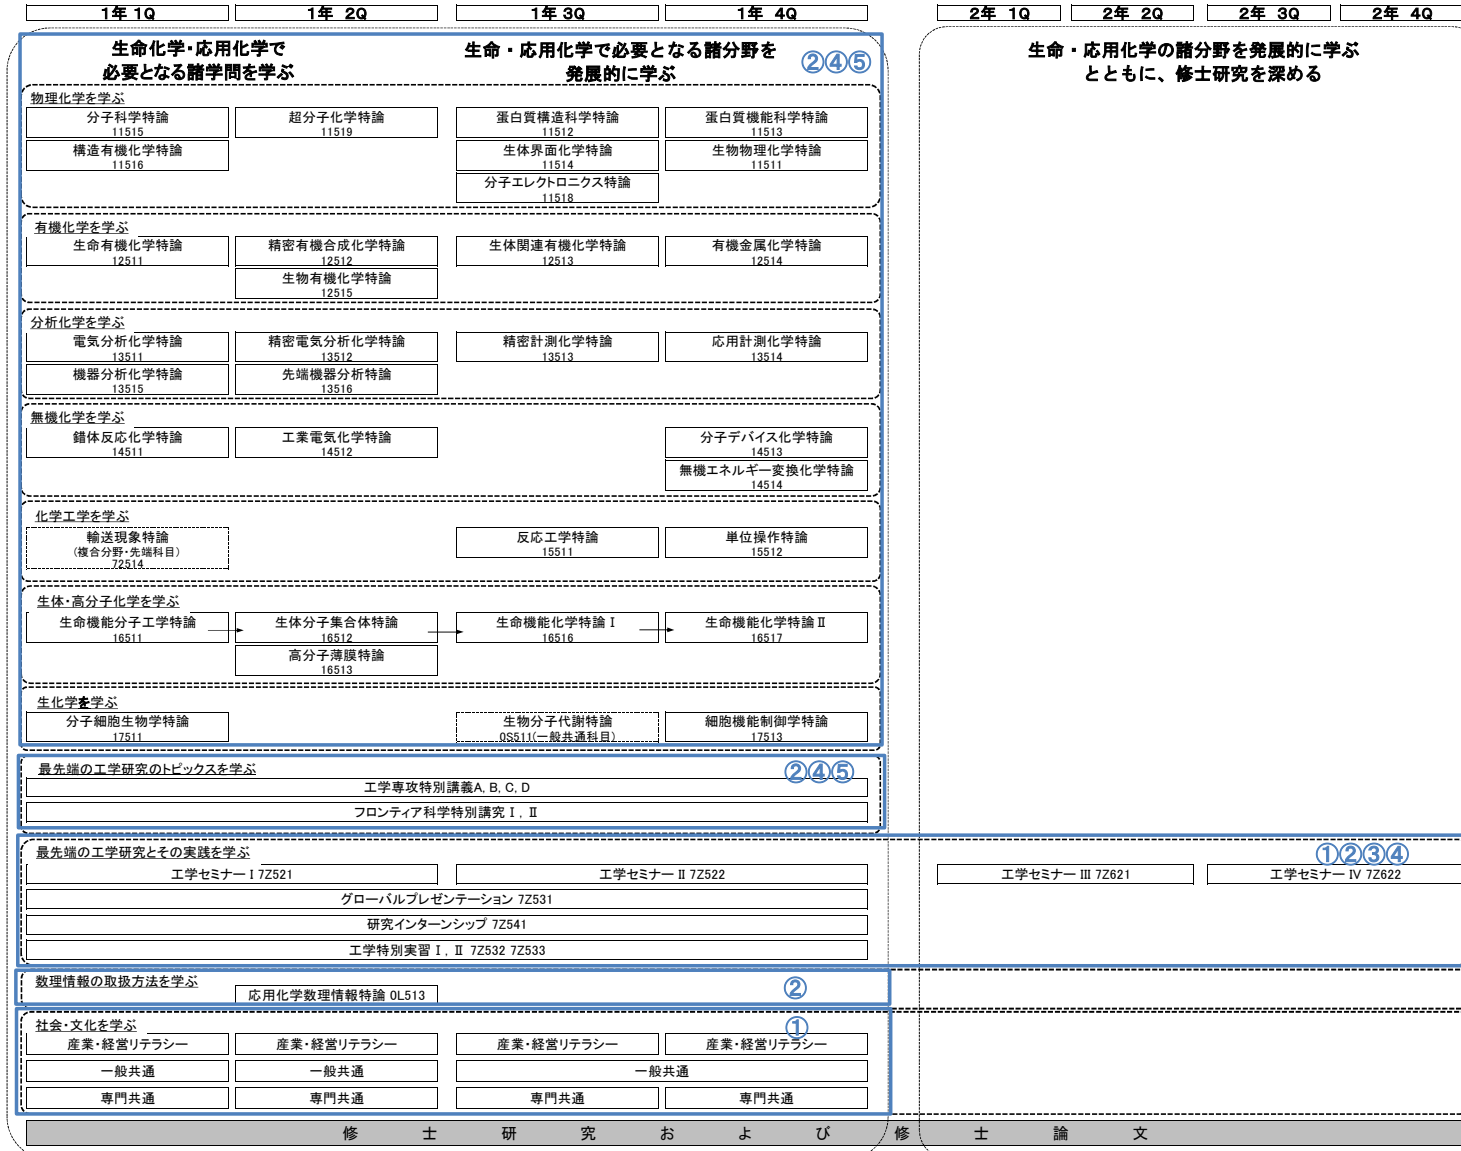 1年 1Q
1年 2Q
1年 3Q
1年 4Q
2年 1Q
2年 2Q
2年 3Q
2年 4Q
生命化学・応用化学で
必要となる諸学問を学ぶ
生命・応用化学で必要となる諸分野を
発展的に学ぶ
②④⑤
生命・応用化学の諸分野を発展的に学ぶ
とともに、修士研究を深める
物理化学を学ぶ
分子科学特論
11515
超分子化学特論
11519
蛋白質構造科学特論
11512
蛋白質機能科学特論
11513
構造有機化学特論
11516
生体界面化学特論
11514
生物物理化学特論
11511
分子エレクトロニクス特論
11518
有機化学を学ぶ
生命有機化学特論
12511
精密有機合成化学特論
12512
生体関連有機化学特論
12513
有機金属化学特論
12514
生物有機化学特論
12515
分析化学を学ぶ
電気分析化学特論
13511
精密電気分析化学特論
13512
精密計測化学特論
13513
応用計測化学特論
13514
機器分析化学特論
13515
先端機器分析特論
13516
無機化学を学ぶ
錯体反応化学特論
14511
工業電気化学特論
14512
分子デバイス化学特論
14513
無機エネルギー変換化学特論
14514
化学工学を学ぶ
輸送現象特論
(複合分野・先端科目)
72514
反応工学特論
15511
単位操作特論
15512
生体・高分子化学を学ぶ
生命機能分子工学特論
16511
生体分子集合体特論
16512
生命機能化学特論Ⅰ
16516
生命機能化学特論Ⅱ
16517
高分子薄膜特論
16513
生化学を学ぶ
分子細胞生物学特論
17511
生物分子代謝特論
0S511(一般共通科目)
細胞機能制御学特論
17513
最先端の工学研究のトピックスを学ぶ
②④⑤
工学専攻特別講義A, B, C, D
フロンティア科学特別講究Ⅰ, Ⅱ
最先端の工学研究とその実践を学ぶ
①②③④
工学セミナー I 7Z521
工学セミナー II 7Z522
工学セミナー III 7Z621
工学セミナー IV 7Z622
グローバルプレゼンテーション 7Z531
研究インターンシップ 7Z541
工学特別実習Ⅰ, Ⅱ 7Z532 7Z533
数理情報の取扱方法を学ぶ
②
応用化学数理情報特論 0L513
社会・文化を学ぶ
①
産業・経営リテラシー
産業・経営リテラシー
産業・経営リテラシー
産業・経営リテラシー
一般共通
一般共通
一般共通
専門共通
専門共通
専門共通
専門共通
修士研究および修士論文